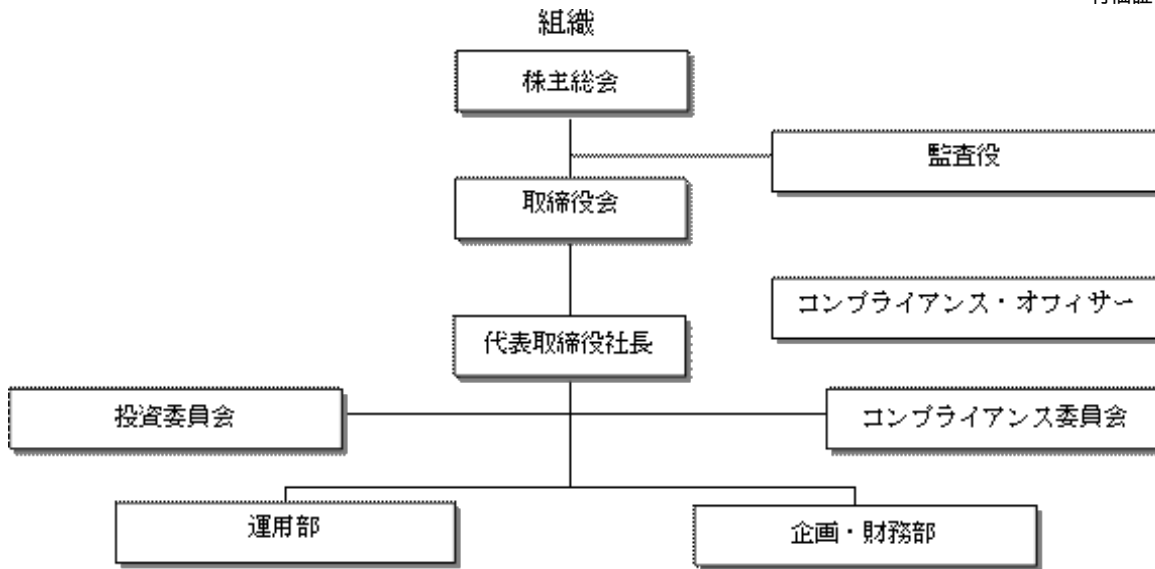 組織
株主総会
監査役
取締役会
コンプライアンス・オフィサー
代表取締役社長
投資委員会
コンプライアンス委員会
運用部
企画・財務部